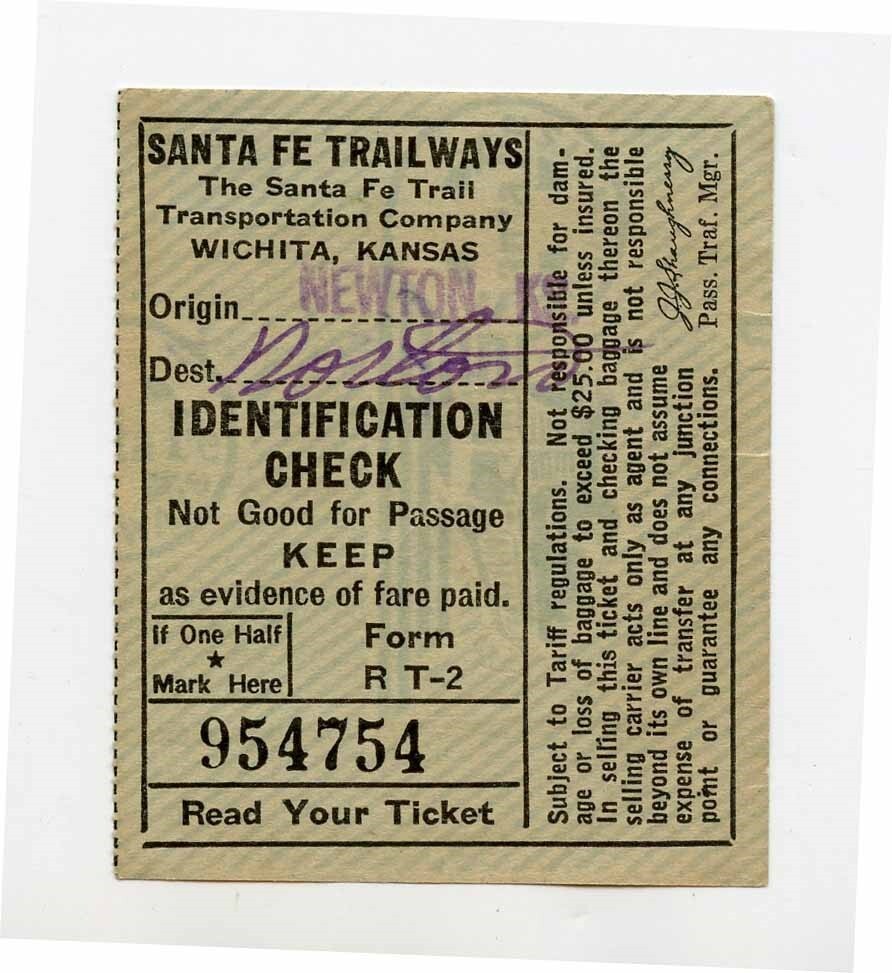 SANTA FE TRAILWAYS
The Santa Fe Trail
Transportation Company
WICHITA, KANSAS
Origin NEWTON
Dest.
IDENTIFICATION
CHECK
Not Good for Passage
KEEP
as evidence of fare paid.
If One Half
★
Mark Here
Form
R T-2
954754
Read Your Ticket
Subject to Tariff regulations. Not responsible for dam-
age or loss of baggage to exceed $25.00 unless insured.
In selling this ticket and checking baggage thereon the
selling carrier acts only as agent and is not responsible
beyond its own line and does not assume
expense of transfer at any junction
point or guarantee any connections.
J.J. Shaughnessy
Pass. Traf. Mgr.